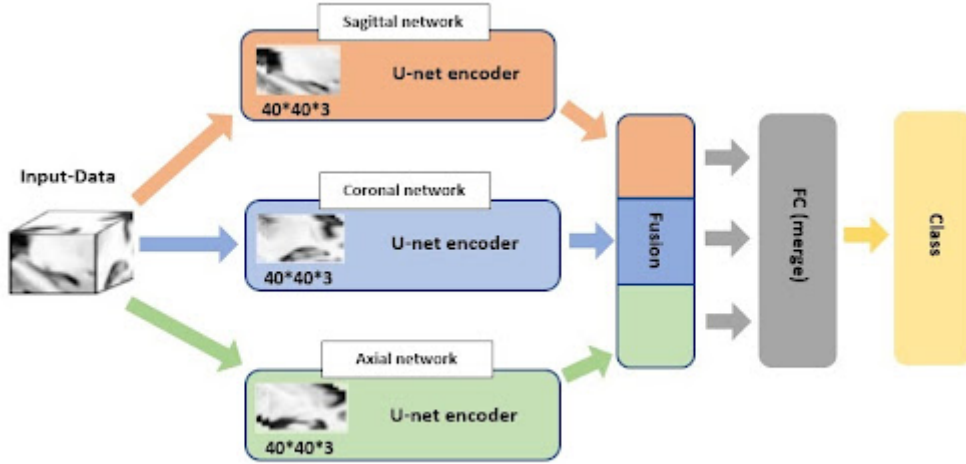 Sagittal network
U-net encoder
40*40*3
Input-Data
Coronal network
U-net encoder
40*40*3
Axial network
U-net encoder
40*40*3
Fusion
FC (merge)
Class